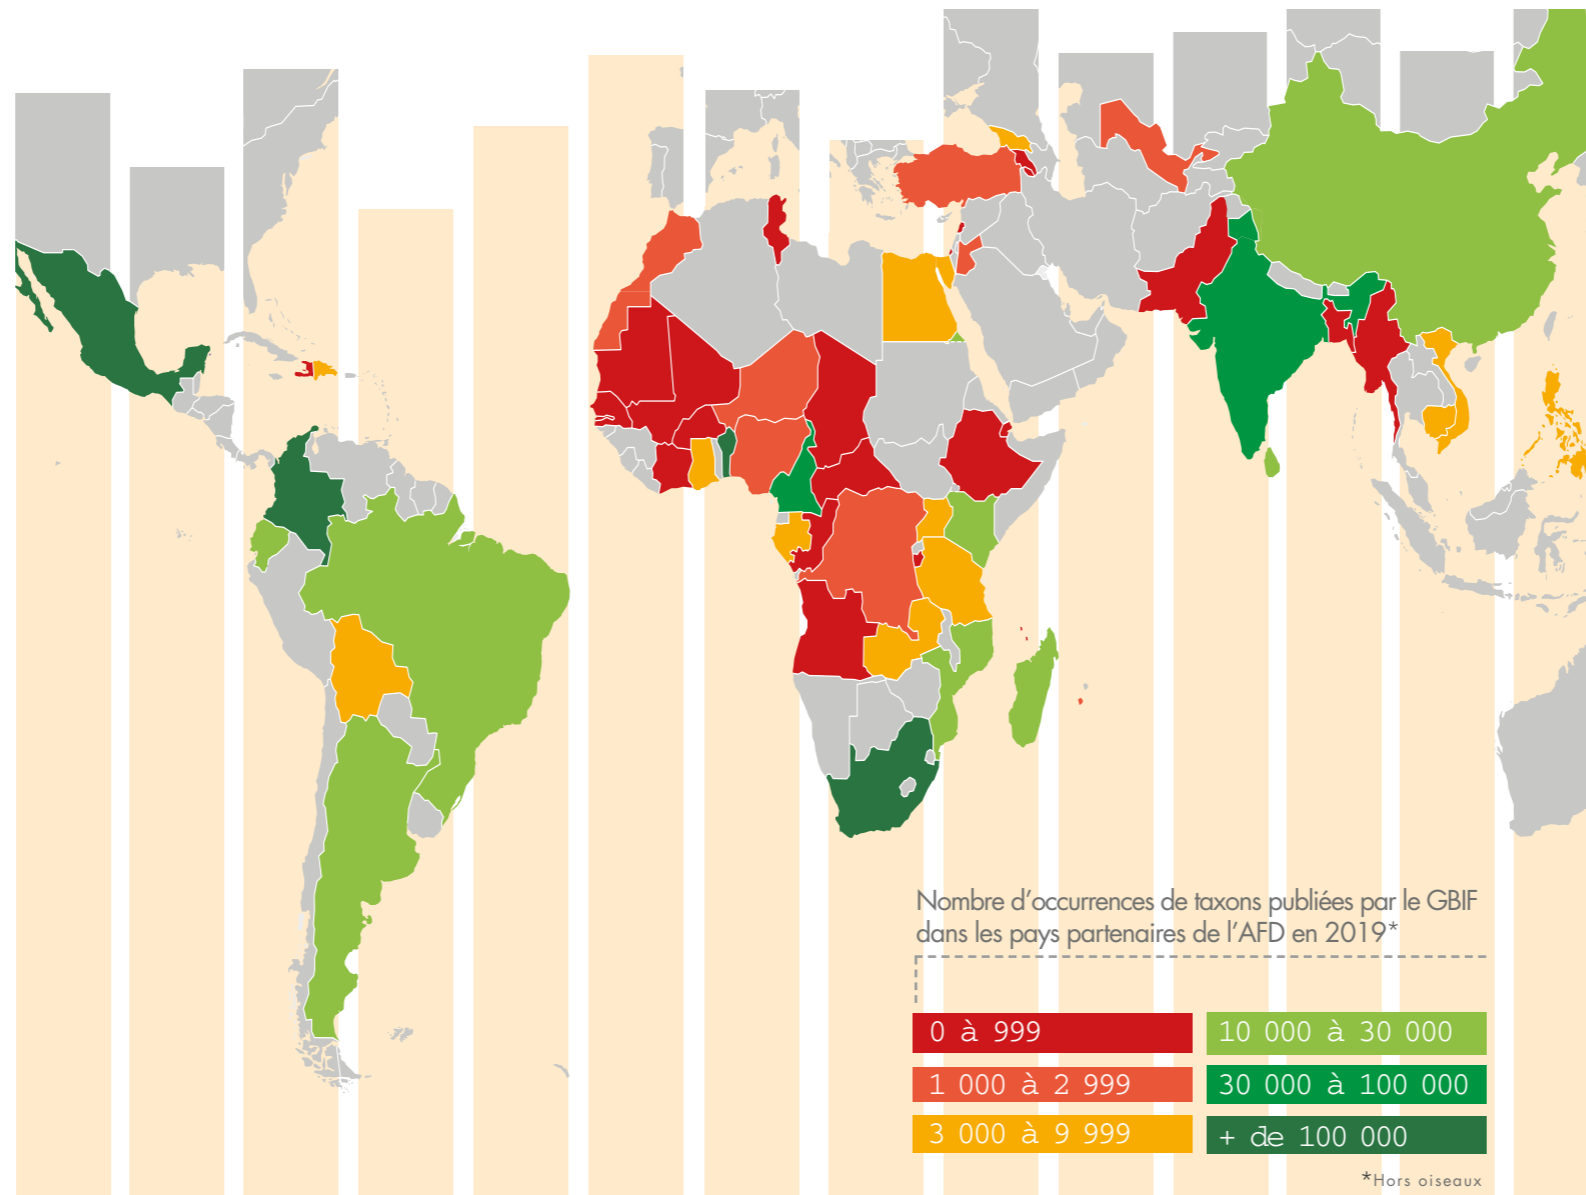 Nombre d'occurrences de taxons publiées par le GBIF
dans les pays partenaires de l'AFD en 2019*
0 à 999
1 000 à 2 999
3 000 à 9 999
10 000 à 30 000
30 000 à 100 000
+ de 100 000
*Hors oiseaux